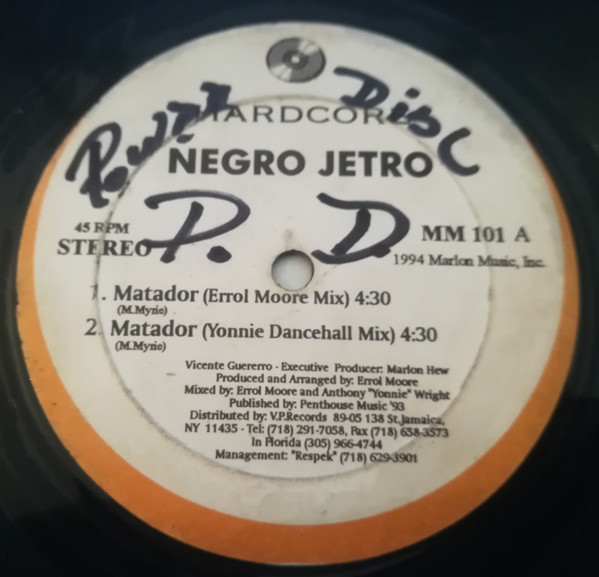 Power Disc
HARDCORE
NEGRO JETRO
P. D.
45 RPM
STEREO
MM 101 A
1994 Marlon Music, Inc.
1. Matador (Errol Moore Mix) 4:30
(M.Myrie)
2. Matador (Yonnie Dancehall Mix) 4:30
(M.Myrie)
Vicente Guererro - Executive Producer: Marlon Hew
Produced and Arranged by: Errol Moore
Mixed by: Errol Moore and Anthony "Yonnie" Wright
Published by: Penthouse Music '93
Distributed by: V.P.Records 89-05 138 St.Jamaica,
NY 11435 - Tel: (718) 291-7058, Fax (718) 658-3573
In Florida (305) 966-4744
Management: "Respek" (718) 629-3901